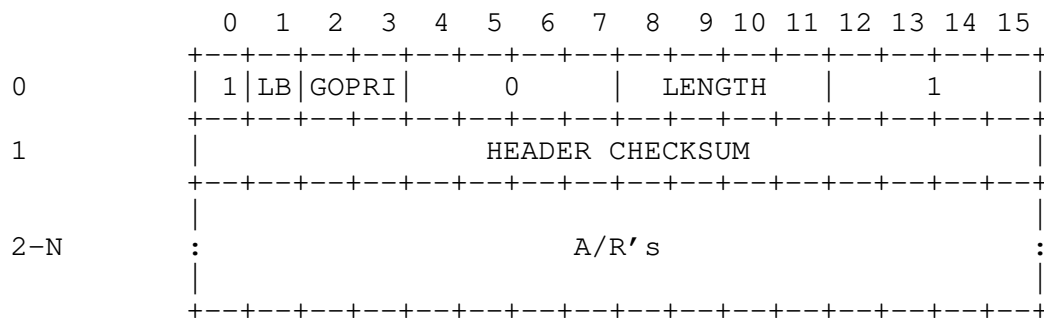 0 1 2 3 4 5 6 7 8 9 10 11 12 13 14 15
+--+--+--+--+--+--+--+--+--+--+--+--+--+--+--+--+
0 | 1|LB|GOPRI| 0 | LENGTH | 1 |
+--+--+--+--+--+--+--+--+--+--+--+--+--+--+--+--+
1 | HEADER CHECKSUM |
+--+--+--+--+--+--+--+--+--+--+--+--+--+--+--+--+
| |
2-N : A/R's :
| |
+--+--+--+--+--+--+--+--+--+--+--+--+--+--+--+--+